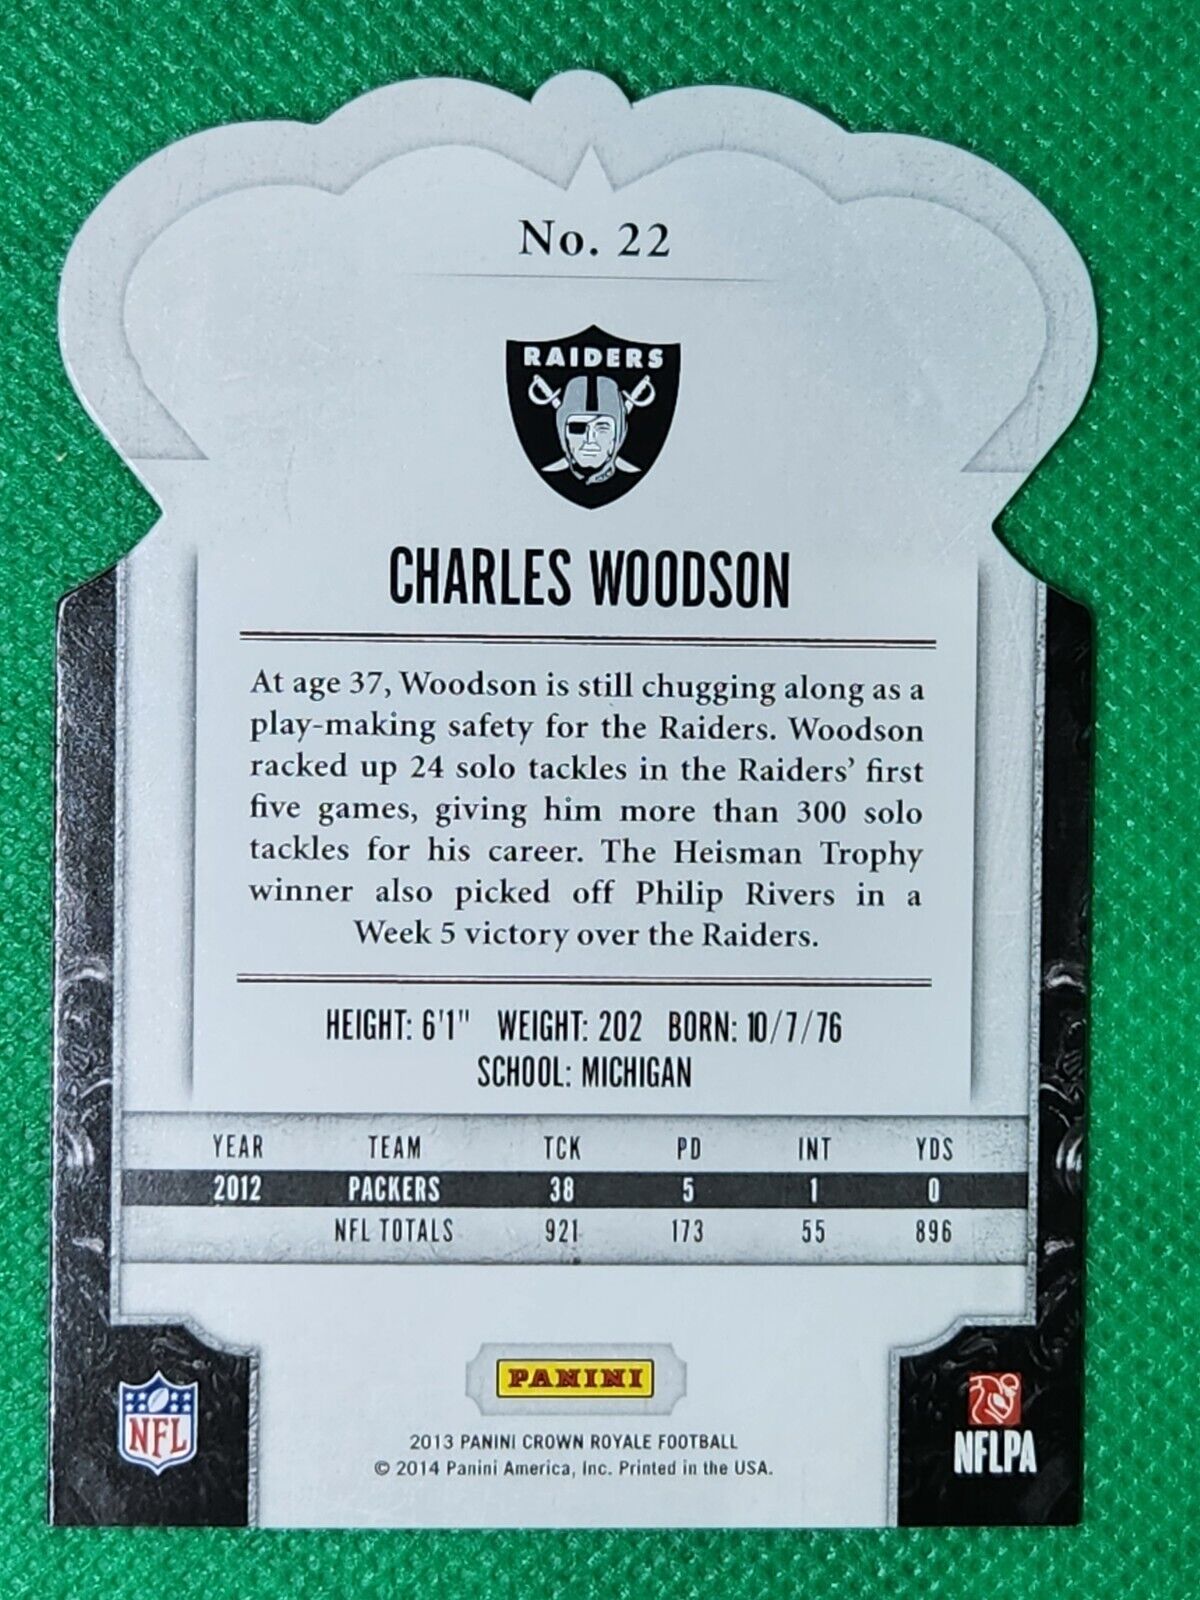 No. 22
RAIDERS
CHARLES WOODSON
At age 37, Woodson is still chugging along as a
play-making safety for the Raiders. Woodson
racked up 24 solo tackles in the Raiders' first
five games, giving him more than 300 solo
tackles for his career. The Heisman Trophy
winner also picked off Philip Rivers in a
Week 5 victory over the Raiders.
HEIGHT: 6'1" WEIGHT: 202 BORN: 10/7/76
SCHOOL: MICHIGAN
YEAR TEAM TCK PD INT YDS
2012 PACKERS 38 5 1 0
NFL TOTALS 921 173 55 896
PANINI
NFL
NFLPA
2013 PANINI CROWN ROYALE FOOTBALL
© 2014 Panini America, Inc. Printed in the USA.